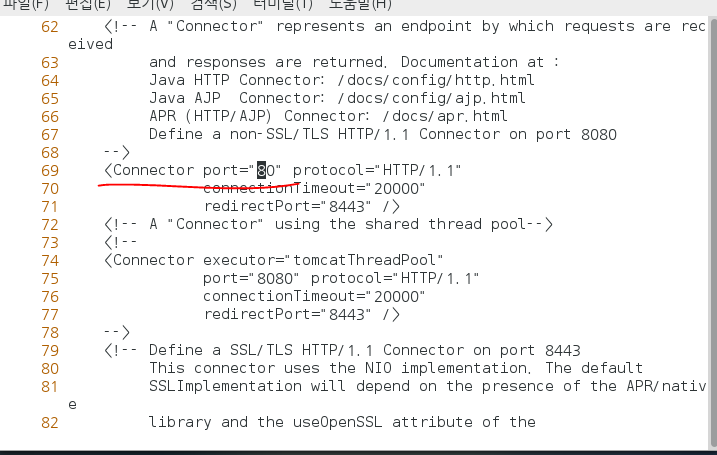 파일(F) 편집(E) 보기(V) 검색(S) 터미널(T) 도움말(H)
62 <!-- A "Connector" represents an endpoint by which requests are rec
eived
63 and responses are returned. Documentation at :
64 Java HTTP Connector: /docs/config/http.html
65 Java AJP  Connector: /docs/config/ajp.html
66 APR (HTTP/AJP) Connector: /docs/apr.html
67 Define a non-SSL/TLS HTTP/1.1 Connector on port 8080
68 -->
69 <Connector port="80" protocol="HTTP/1.1"
70 connectionTimeout="20000"
71 redirectPort="8443" />
72 <!-- A "Connector" using the shared thread pool-->
73 <!--
74 <Connector executor="tomcatThreadPool"
75 port="8080" protocol="HTTP/1.1"
76 connectionTimeout="20000"
77 redirectPort="8443" />
78 -->
79 <!-- Define a SSL/TLS HTTP/1.1 Connector on port 8443
80 This connector uses the NIO implementation. The default
81 SSLImplementation will depend on the presence of the APR/nativ
e
82 library and the useOpenSSL attribute of the